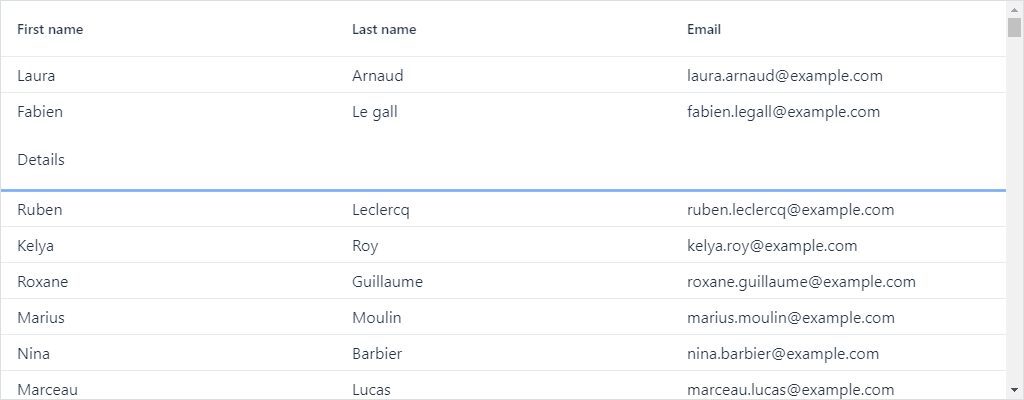 First name Last name Email
Laura Arnaud laura.arnaud@example.com
Fabien Le gall fabien.legall@example.com
Details
Ruben Leclercq ruben.leclercq@example.com
Kelya Roy kelya.roy@example.com
Roxane Guillaume roxane.guillaume@example.com
Marius Moulin marius.moulin@example.com
Nina Barbier nina.barbier@example.com
Marceau Lucas marceau.lucas@example.com